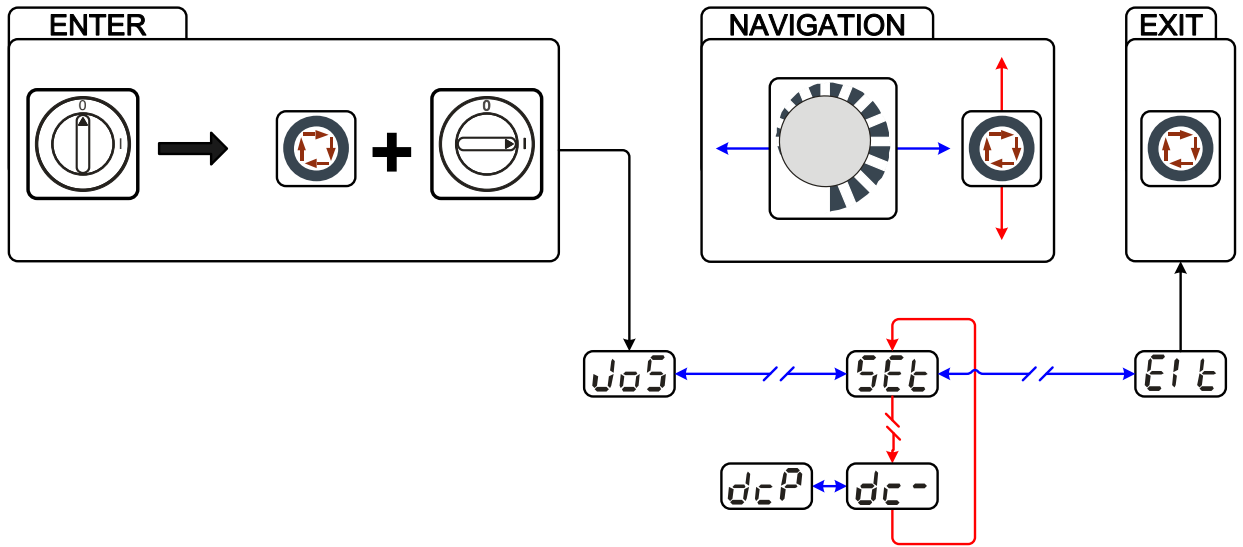 ENTER
NAVIGATION
EXIT
0
I
0
I
JoS
SEt
EIt
dcP
dc-